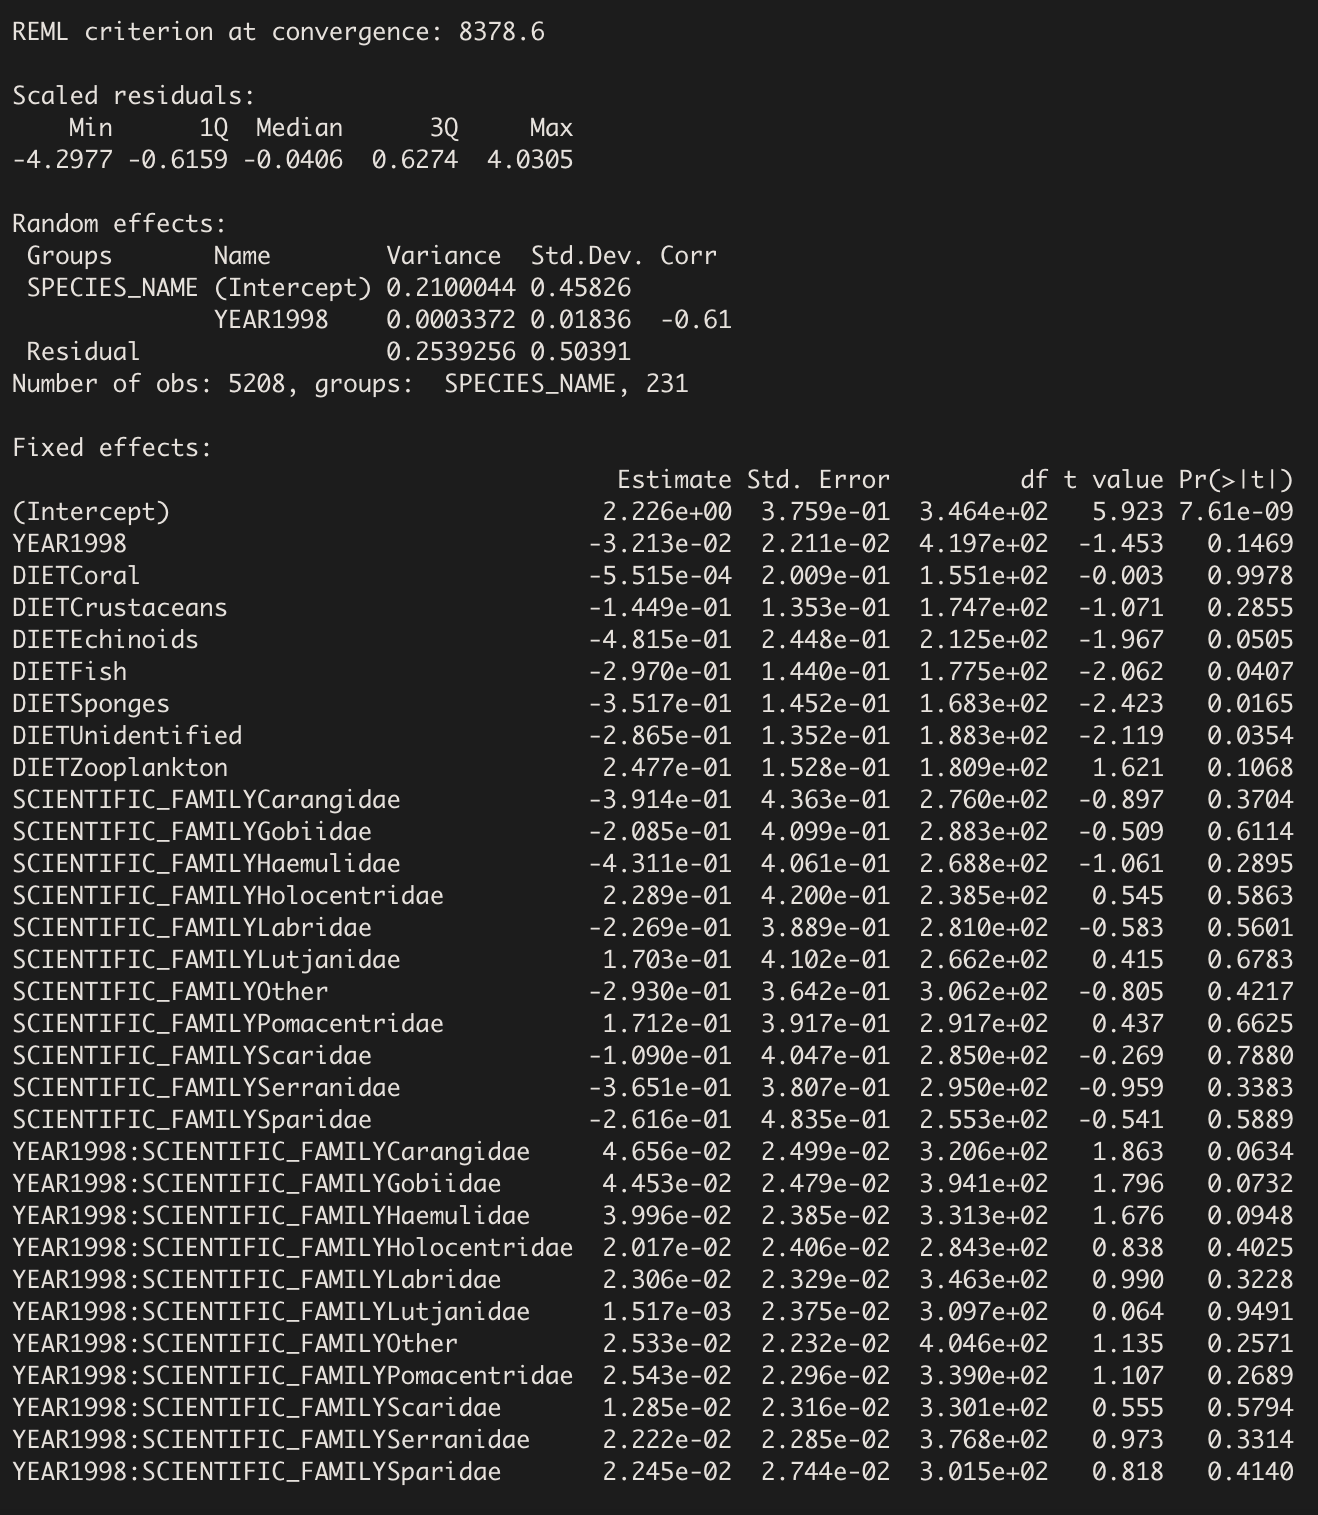 REML criterion at convergence: 8378.6
Scaled residuals:
Min 1Q Median 3Q Max
-4.2977 -0.6159 -0.0406 0.6274 4.0305
Random effects:
Groups Name Variance Std.Dev. Corr
SPECIES_NAME (Intercept) 0.2100044 0.45826
YEAR1998 0.0003372 0.01836 -0.61
Residual 0.2539256 0.50391
Number of obs: 5208, groups: SPECIES_NAME, 231
Fixed effects:
Estimate Std. Error df t value Pr(>|t|)
(Intercept) 2.226e+00 3.759e-01 3.464e+02 5.923 7.61e-09
YEAR1998 -3.213e-02 2.211e-02 4.197e+02 -1.453 0.1469
DIETCoral -5.515e-04 2.009e-01 1.551e+02 -0.003 0.9978
DIETCrustaceans -1.449e-01 1.353e-01 1.747e+02 -1.071 0.2855
DIETEchinoids -4.815e-01 2.448e-01 2.125e+02 -1.967 0.0505
DIETFish -2.970e-01 1.440e-01 1.775e+02 -2.062 0.0407
DIETSponges -3.517e-01 1.452e-01 1.683e+02 -2.423 0.0165
DIETUnidentified -2.865e-01 1.352e-01 1.883e+02 -2.119 0.0354
DIETZooplankton 2.477e-01 1.528e-01 1.809e+02 1.621 0.1068
SCIENTIFIC_FAMILYCarangidae -3.914e-01 4.363e-01 2.760e+02 -0.897 0.3704
SCIENTIFIC_FAMILYGobiidae -2.085e-01 4.099e-01 2.883e+02 -0.509 0.6114
SCIENTIFIC_FAMILYHaemulidae -4.311e-01 4.061e-01 2.688e+02 -1.061 0.2895
SCIENTIFIC_FAMILYHolocentridae 2.289e-01 4.200e-01 2.385e+02 0.545 0.5863
SCIENTIFIC_FAMILYLabridae -2.269e-01 3.889e-01 2.810e+02 -0.583 0.5601
SCIENTIFIC_FAMILYLutjanidae 1.703e-01 4.102e-01 2.662e+02 0.415 0.6783
SCIENTIFIC_FAMILYOther -2.930e-01 3.642e-01 3.062e+02 -0.805 0.4217
SCIENTIFIC_FAMILYPomacentridae 1.712e-01 3.917e-01 2.917e+02 0.437 0.6625
SCIENTIFIC_FAMILYScaridae -1.090e-01 4.047e-01 2.850e+02 -0.269 0.7880
SCIENTIFIC_FAMILYSerranidae -3.651e-01 3.807e-01 2.950e+02 -0.959 0.3383
SCIENTIFIC_FAMILYSparidae -2.616e-01 4.835e-01 2.553e+02 -0.541 0.5889
YEAR1998:SCIENTIFIC_FAMILYCarangidae 4.656e-02 2.499e-02 3.206e+02 1.863 0.0634
YEAR1998:SCIENTIFIC_FAMILYGobiidae 4.453e-02 2.479e-02 3.941e+02 1.796 0.0732
YEAR1998:SCIENTIFIC_FAMILYHaemulidae 3.996e-02 2.385e-02 3.313e+02 1.676 0.0948
YEAR1998:SCIENTIFIC_FAMILYHolocentridae 2.017e-02 2.406e-02 2.843e+02 0.838 0.4025
YEAR1998:SCIENTIFIC_FAMILYLabridae 2.306e-02 2.329e-02 3.463e+02 0.990 0.3228
YEAR1998:SCIENTIFIC_FAMILYLutjanidae 1.517e-03 2.375e-02 3.097e+02 0.064 0.9491
YEAR1998:SCIENTIFIC_FAMILYOther 2.533e-02 2.232e-02 4.046e+02 1.135 0.2571
YEAR1998:SCIENTIFIC_FAMILYPomacentridae 2.543e-02 2.296e-02 3.390e+02 1.107 0.2689
YEAR1998:SCIENTIFIC_FAMILYScaridae 1.285e-02 2.316e-02 3.301e+02 0.555 0.5794
YEAR1998:SCIENTIFIC_FAMILYSerranidae 2.222e-02 2.285e-02 3.768e+02 0.973 0.3314
YEAR1998:SCIENTIFIC_FAMILYSparidae 2.245e-02 2.744e-02 3.015e+02 0.818 0.4140